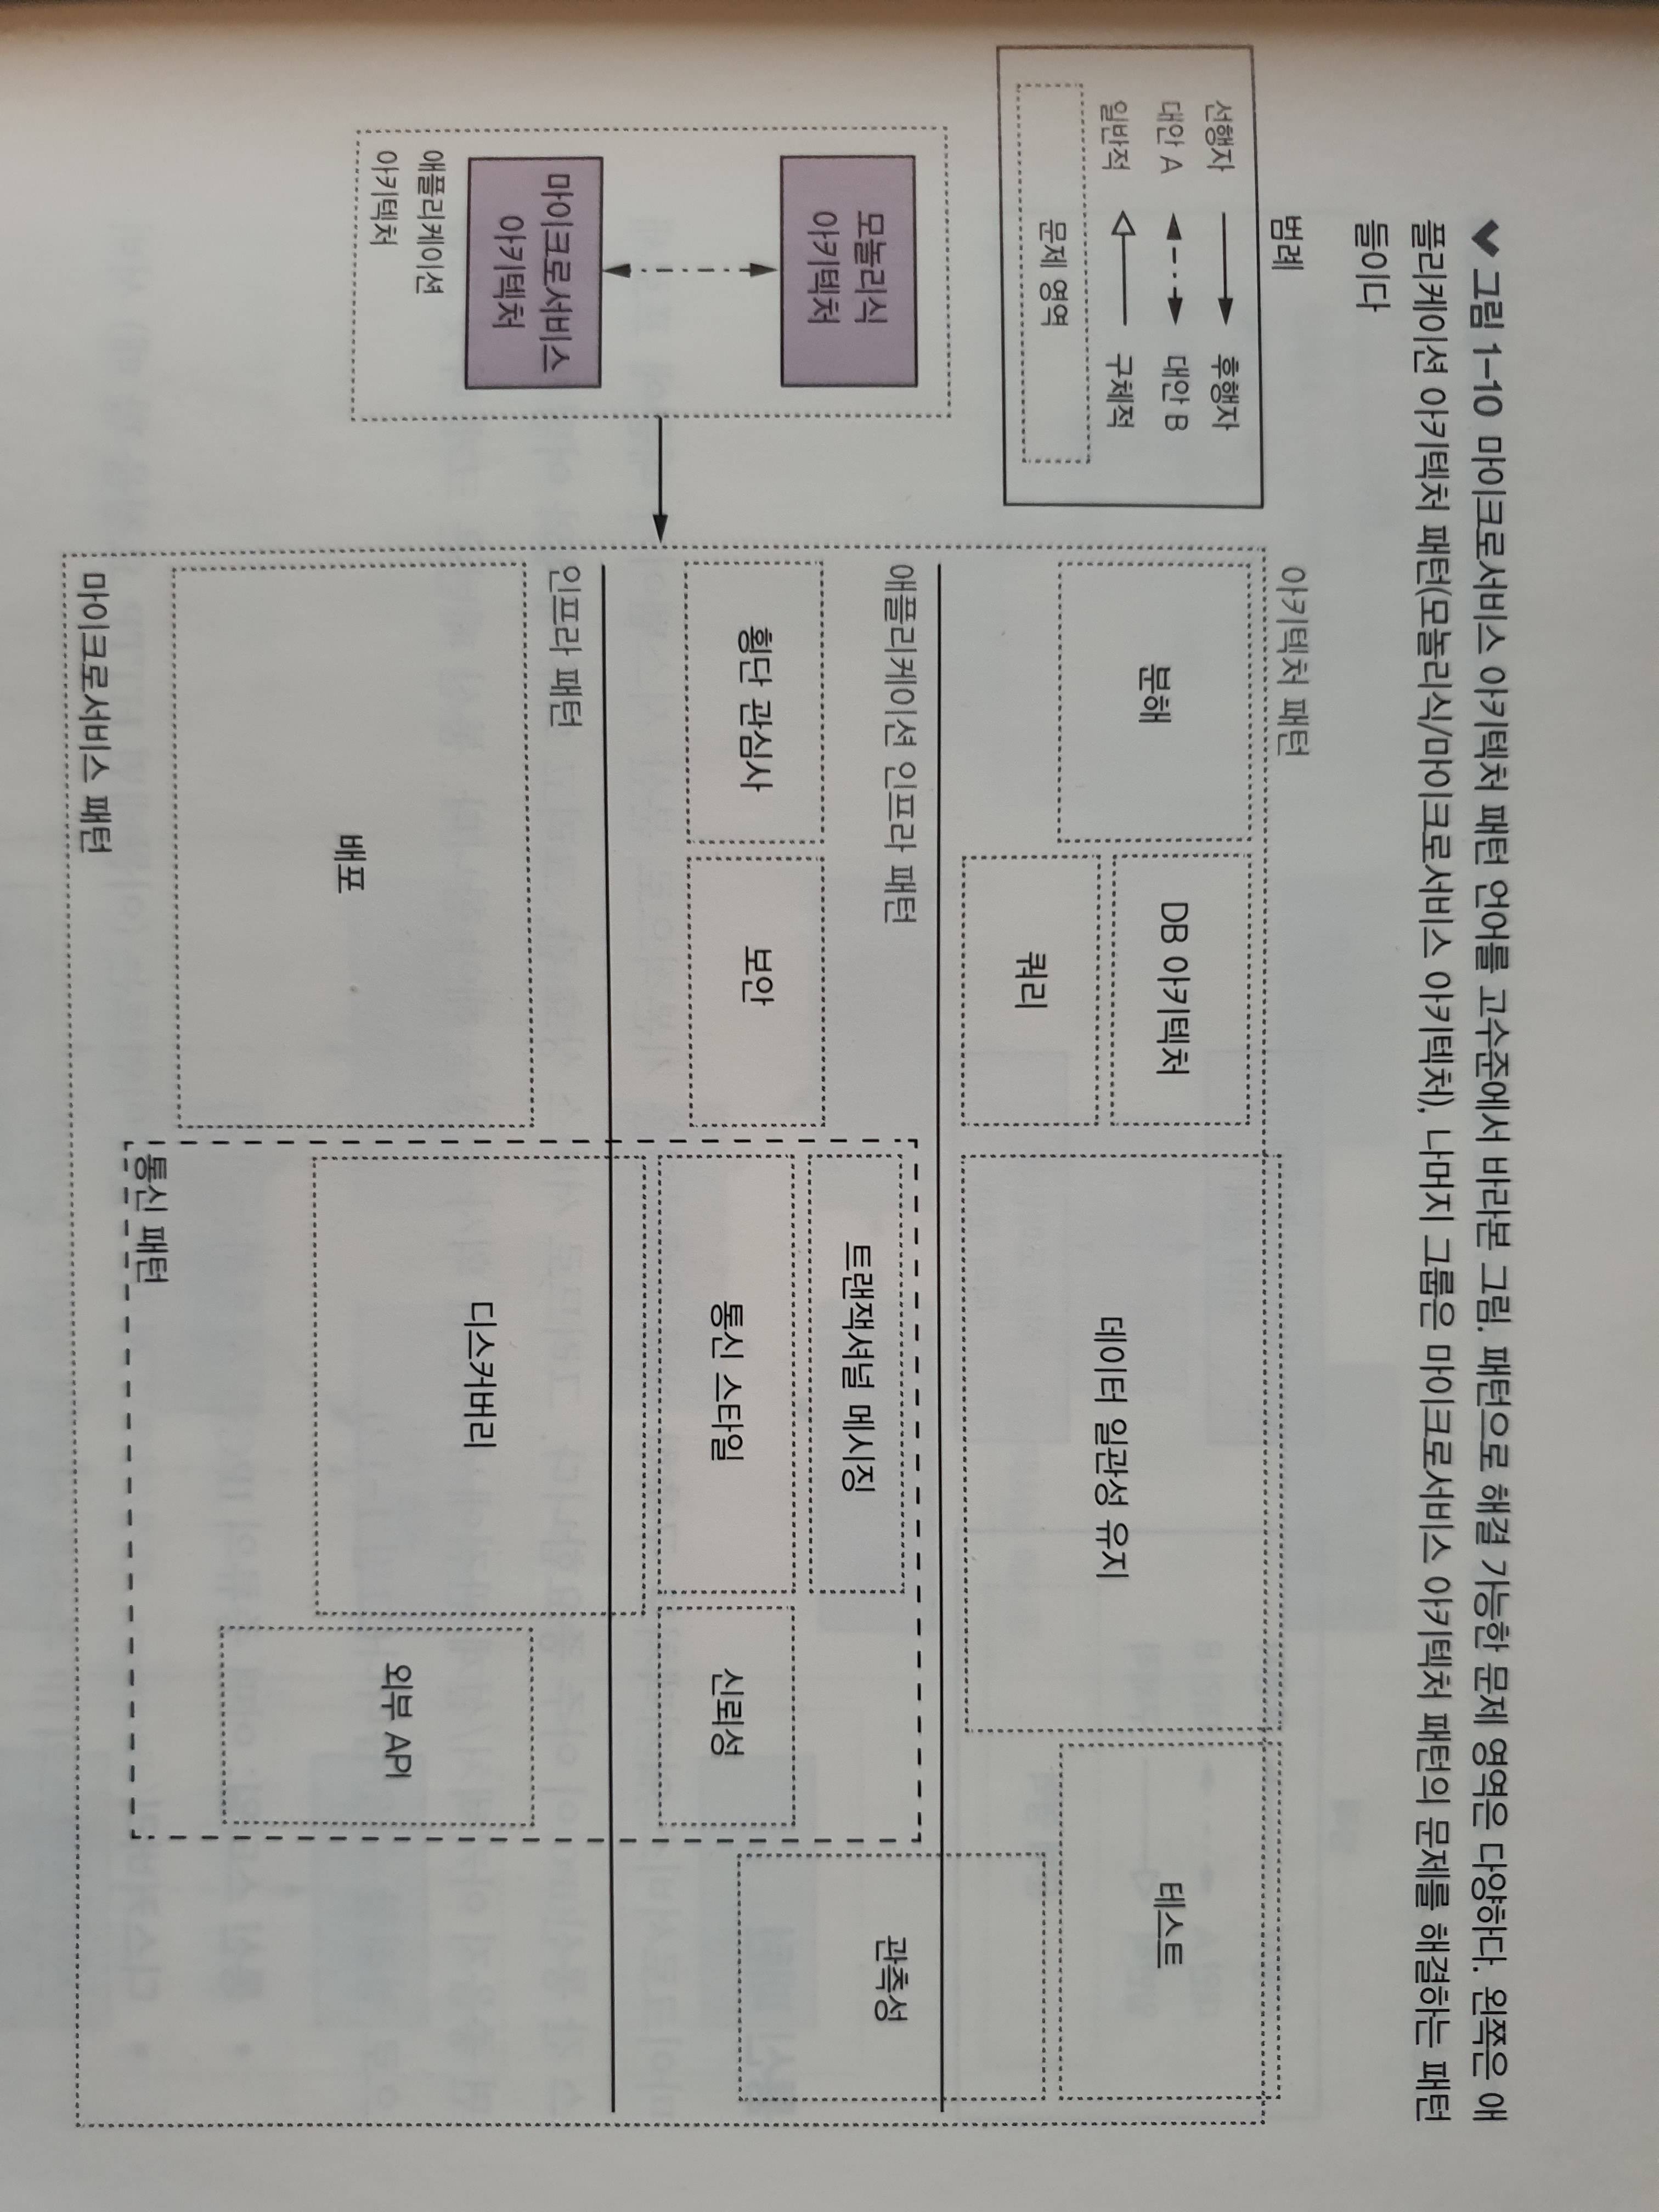 그림 1-10 마이크로서비스 아키텍처 패턴 언어를 고수준에서 바라본 그림. 패턴으로 해결 가능한 문제 영역은 다양하다. 왼쪽은 애
플리케이션 아키텍처 패턴(모놀리식/마이크로서비스 아키텍처), 나머지 그룹은 마이크로서비스 아키텍처 패턴의 문제를 해결하는 패턴
들이다
범례
선행자
후행자
대안 A
대안 B
일반적
구체적
문제 영역
모놀리식
아키텍처
마이크로서비스
아키텍처
애플리케이션
아키텍처
아키텍처 패턴
분해
DB 아키텍처
쿼리
데이터 일관성 유지
테스트
애플리케이션 인프라 패턴
횡단 관심사
보안
트랜잭셔널 메시징
통신 스타일
신뢰성
관측성
인프라 패턴
배포
디스커버리
외부 API
통신 패턴
마이크로서비스 패턴